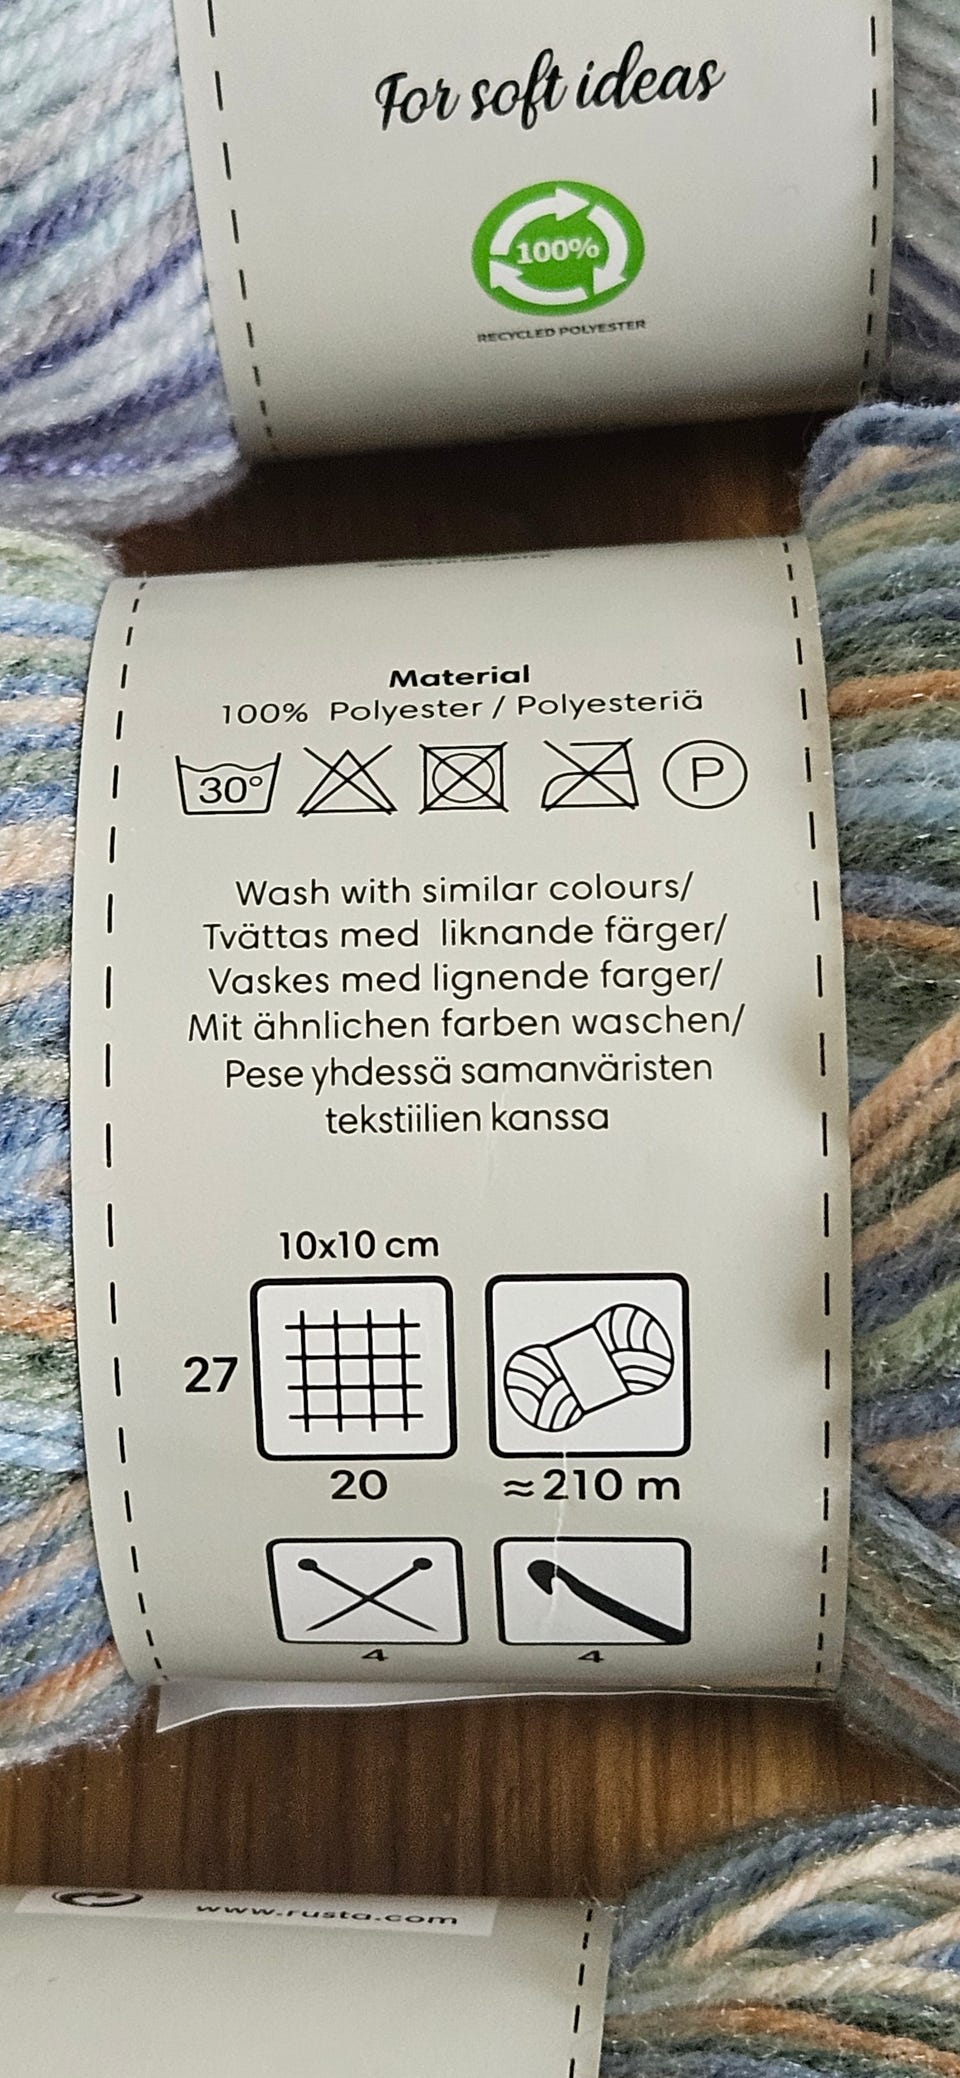 For soft ideas
100%
RECYCLED POLYESTER
Material
100% Polyester / Polyesteriä
30°
P
Wash with similar colours/
Tvättas med liknande färger/
Vaskes med lignende farger/
Mit ähnlichen farben waschen/
Pese yhdessä samanväristen
tekstiilien kanssa
10x10 cm
27
20
≈210 m
4
4
www.rusta.com